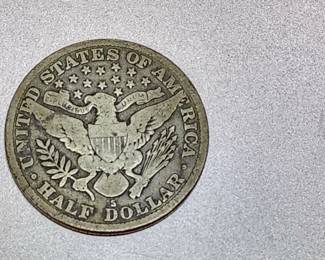 UNITED STATES OF AMERICA
S
HALF DOLLAR